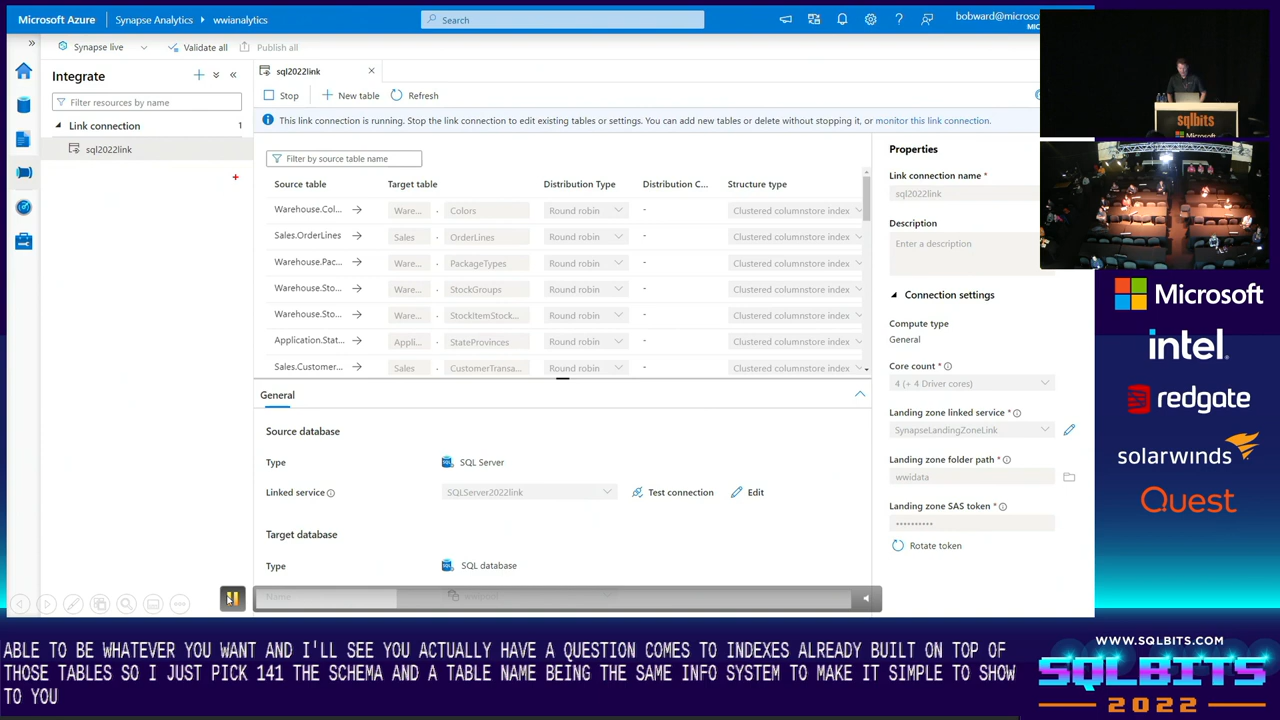 Microsoft Azure
Synapse Analytics
wwianalytics
Search
bobward@microso
MIC
Synapse live
Validate all
Publish all
Integrate
Filter resources by name
Link connection
1
sql2022link
sql2022link
Stop
New table
Refresh
This link connection is running. Stop the link connection to edit existing tables or settings. You can add new tables or delete without stopping it, or monitor this link connection.
Filter by source table name
Source table Target table Distribution Type Distribution C... Structure type
Warehouse.Col... Ware... . Colors Round robin - Clustered columnstore index
Sales.OrderLines Sales . OrderLines Round robin - Clustered columnstore index
Warehouse.Pac... Ware... . PackageTypes Round robin - Clustered columnstore index
Warehouse.Sto... Ware... . StockGroups Round robin - Clustered columnstore index
Warehouse.Sto... Ware... . StockItemStock... Round robin - Clustered columnstore index
Application.Stat... Appli... . StateProvinces Round robin - Clustered columnstore index
Sales.Customer... Sales . CustomerTransa... Round robin - Clustered columnstore index
General
Source database
Type
SQL Server
Linked service
SQLServer2022link
Test connection
Edit
Target database
Type
SQL database
Name
Properties
Link connection name *
sql2022link
Description
Enter a description
Connection settings
Compute type
General
Core count *
4 (+ 4 Driver cores)
Landing zone linked service *
SynapseLandingZoneLink
Landing zone folder path *
wwidata
Landing zone SAS token *
••••••••••
Rotate token
sqlbits
Microsoft
Microsoft
intel.
redgate
solarwinds
Quest
WWW.SQLBITS.COM
SQLBITS
2022
ABLE TO BE WHATEVER YOU WANT AND I'LL SEE YOU ACTUALLY HAVE A QUESTION COMES TO INDEXES ALREADY BUILT ON TOP OF
THOSE TABLES SO I JUST PICK 141 THE SCHEMA AND A TABLE NAME BEING THE SAME INFO SYSTEM TO MAKE IT SIMPLE TO SHOW
TO YOU